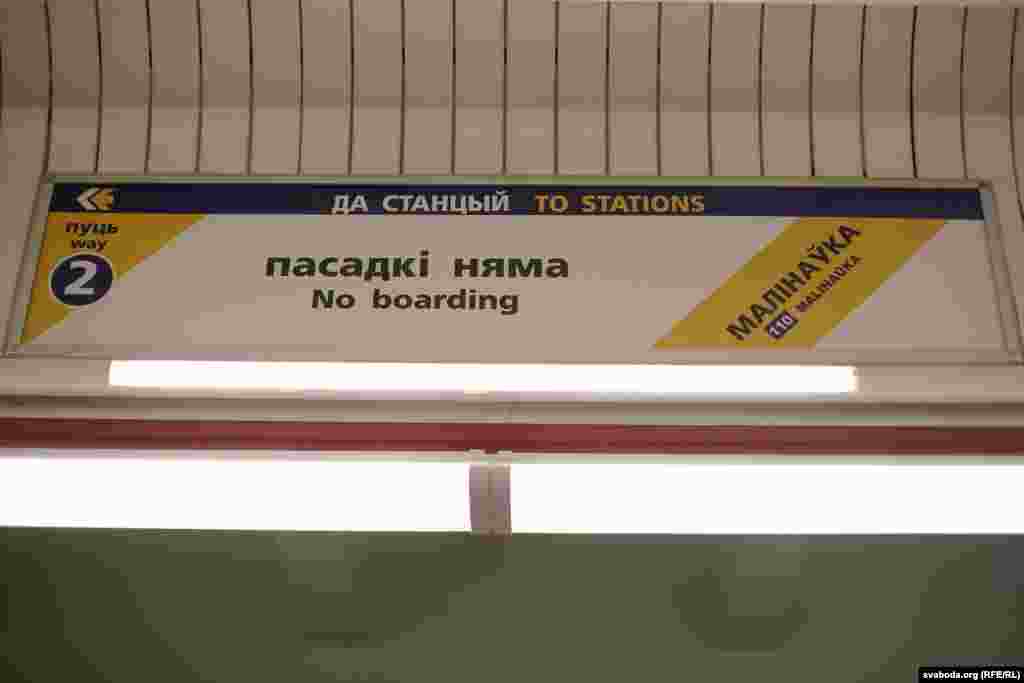 ДА СТАНЦЫЙ TO STATIONS
пуць
way
2
пасадкі няма
No boarding
МАЛІНАЎКА
110 MALINAŬKA
svaboda.org (RFE/RL)